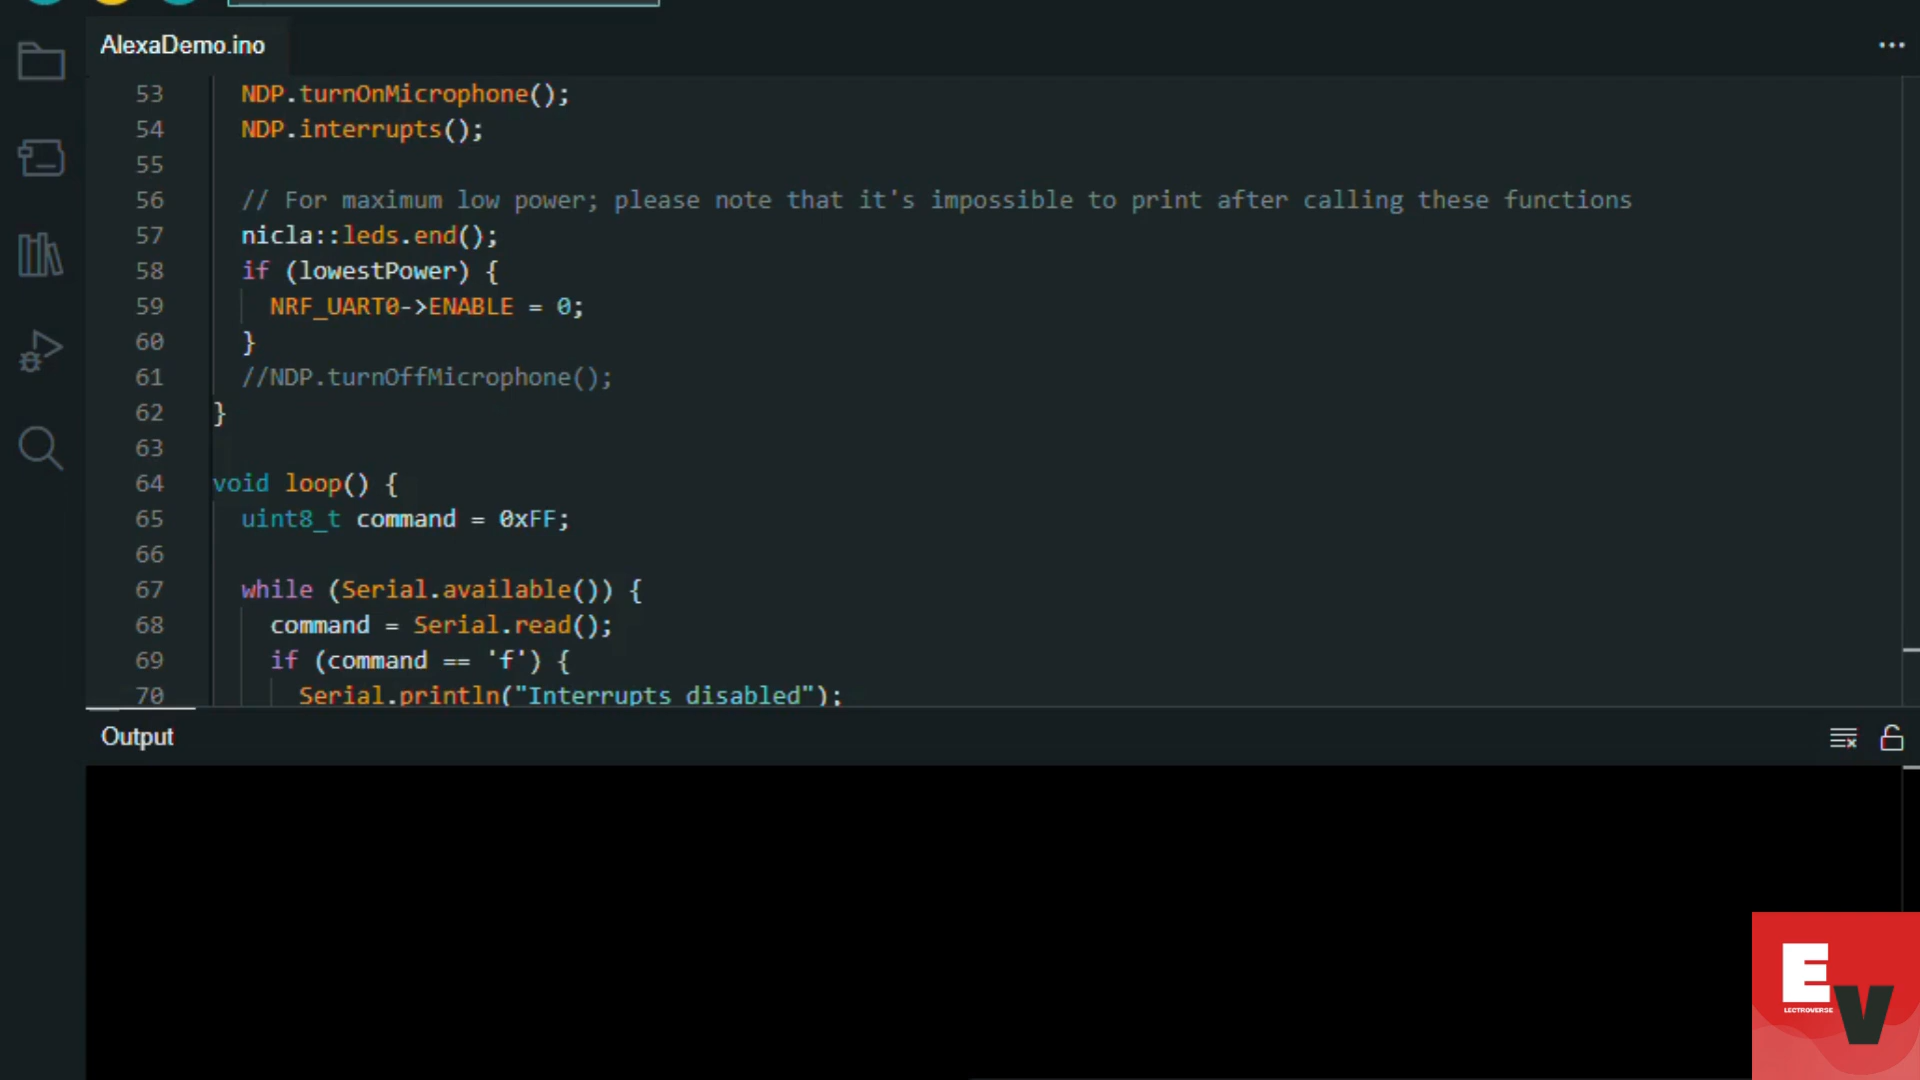 AlexaDemo.ino
53 NDP.turnOnMicrophone();
54 NDP.interrupts();
55
56 // For maximum low power; please note that it's impossible to print after calling these functions
57 nicla::leds.end();
58 if (lowestPower) {
59 NRF_UART0->ENABLE = 0;
60 }
61 //NDP.turnOffMicrophone();
62 }
63
64 void loop() {
65 uint8_t command = 0xFF;
66
67 while (Serial.available()) {
68 command = Serial.read();
69 if (command == 'f') {
70 Serial.println("Interrupts disabled");
Output
E
LECTROVERSE
V